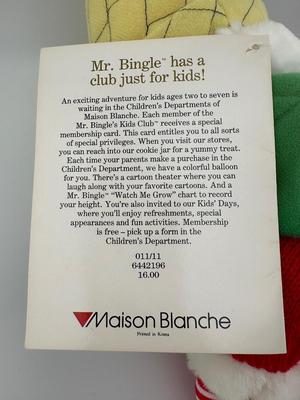 Mr. Bingle™ has a
club just for kids!
An exciting adventure for kids ages two to seven is
waiting in the Children's Departments of
Maison Blanche. Each member of the
Mr. Bingle's Kids Club™ receives a special
membership card. This card entitles you to all sorts
of special privileges. When you visit our stores,
you can reach into our cookie jar for a yummy treat.
Each time your parents make a purchase in the
Children's Department, we have a colorful balloon
for you. There's a cartoon theater where you can
laugh along with your favorite cartoons. And a
Mr. Bingle™ "Watch Me Grow" chart to record
your height. You're also invited to our Kids' Days,
where you'll enjoy refreshments, special
appearances and fun activities. Membership
is free – pick up a form in the
Children's Department.
011/11
6442196
16.00
Maison Blanche
Printed in Korea